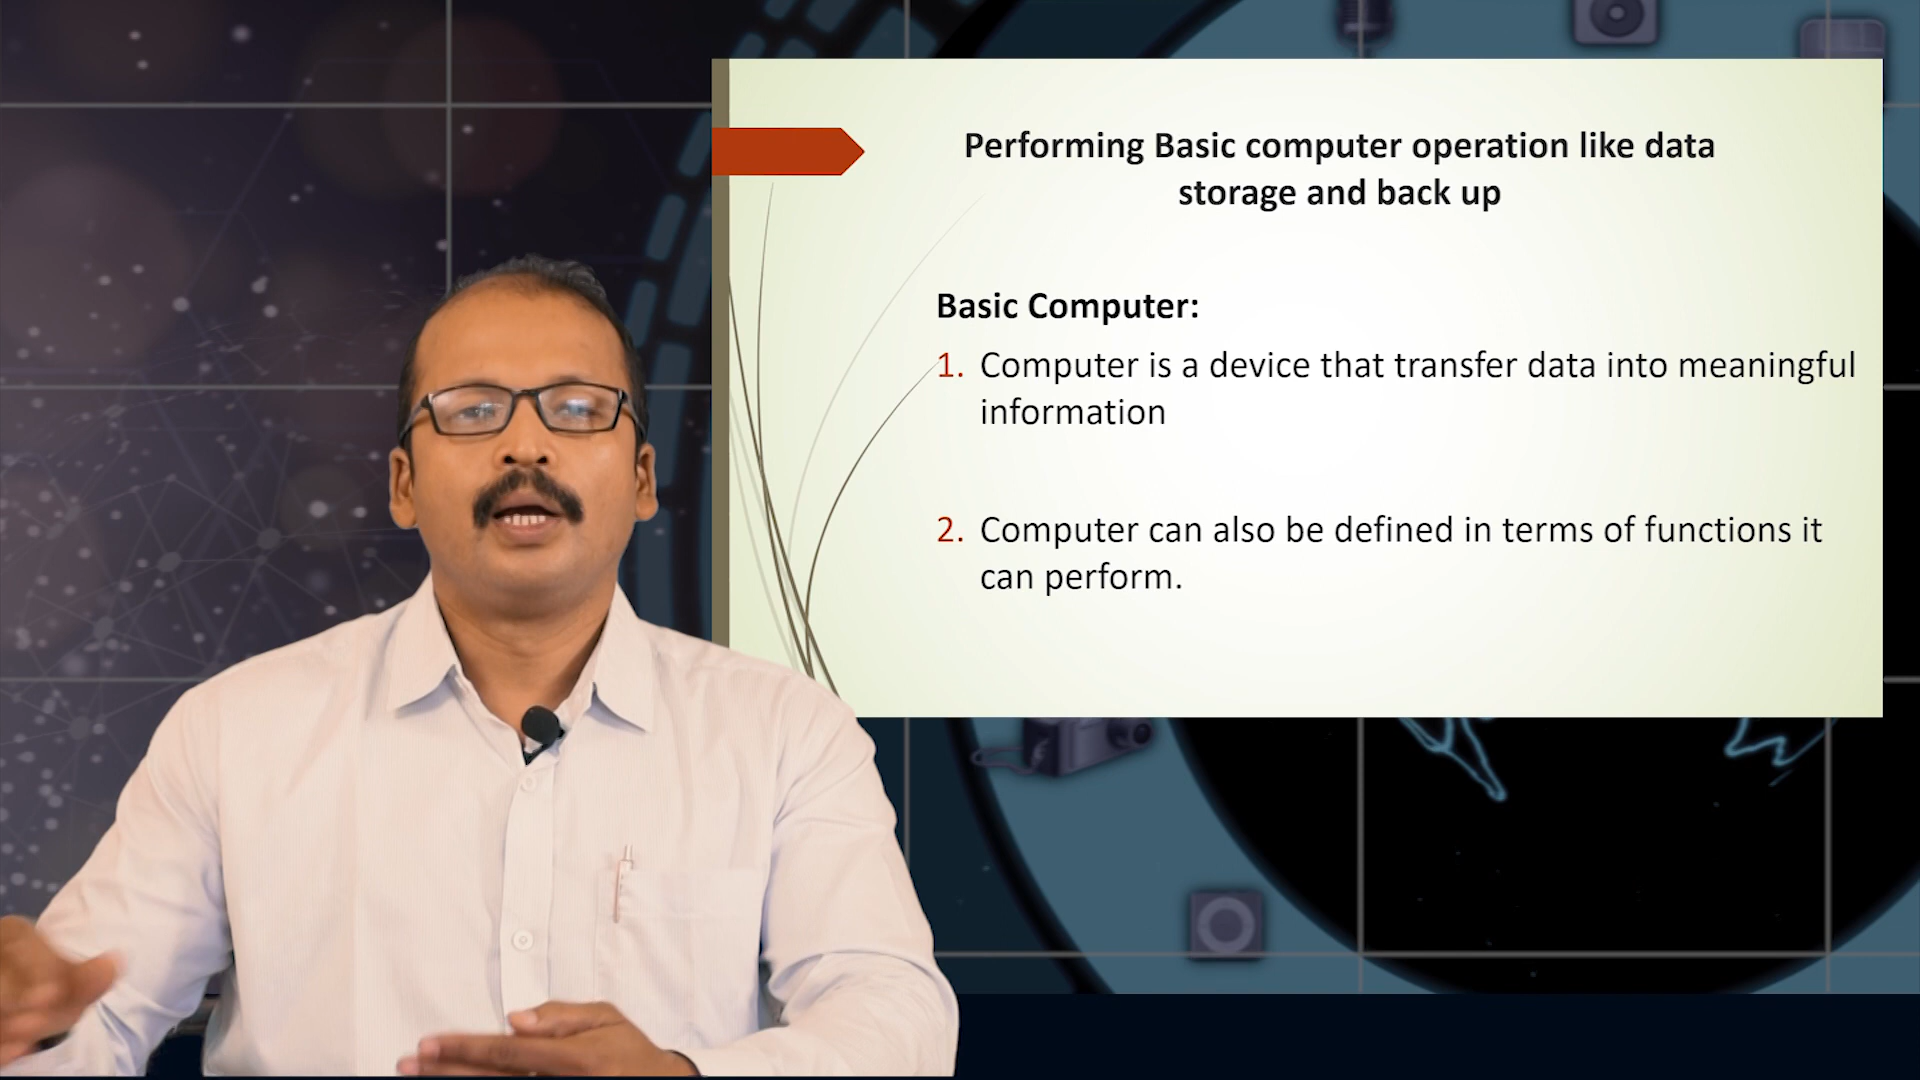 Performing Basic computer operation like data
storage and back up
Basic Computer:
1. Computer is a device that transfer data into meaningful
information
2. Computer can also be defined in terms of functions it
can perform.